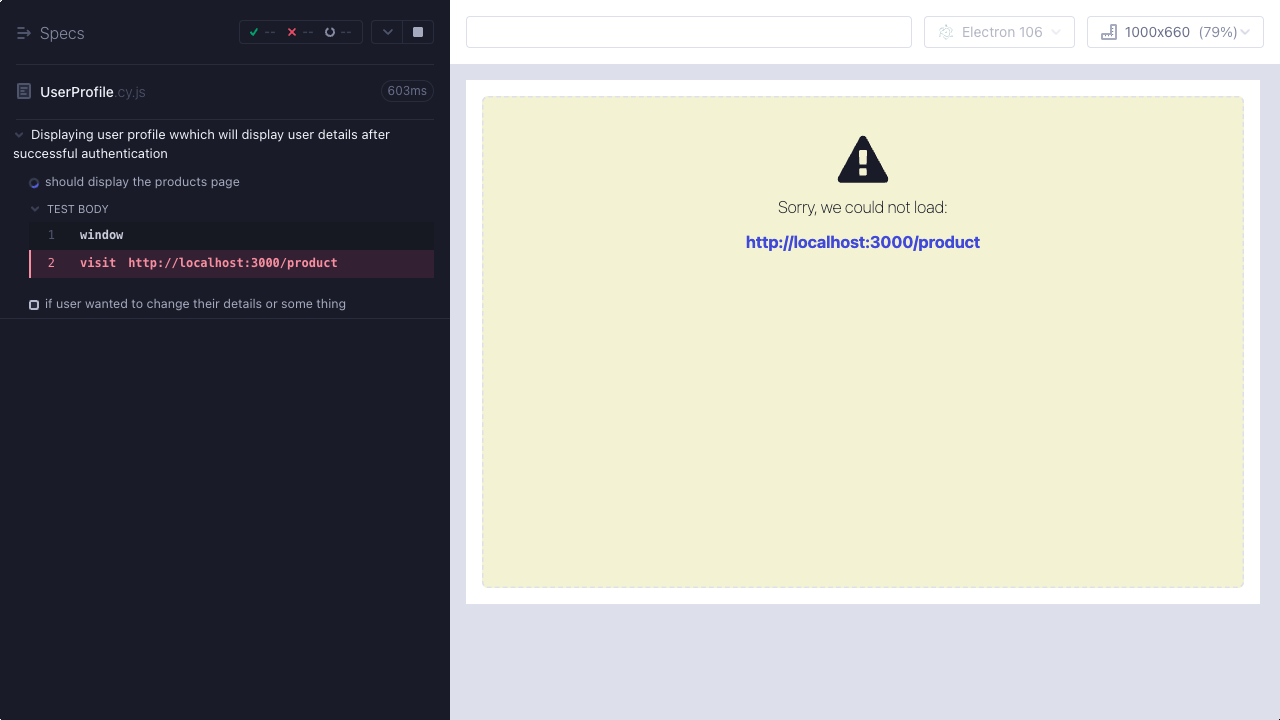 Specs
-- -- --
Electron 106
1000x660 (79%)
UserProfile.cy.js
603ms
Displaying user profile wwhich will display user details after
successful authentication
should display the products page
TEST BODY
1 window
2 visit http://localhost:3000/product
if user wanted to change their details or some thing
Sorry, we could not load:
http://localhost:3000/product